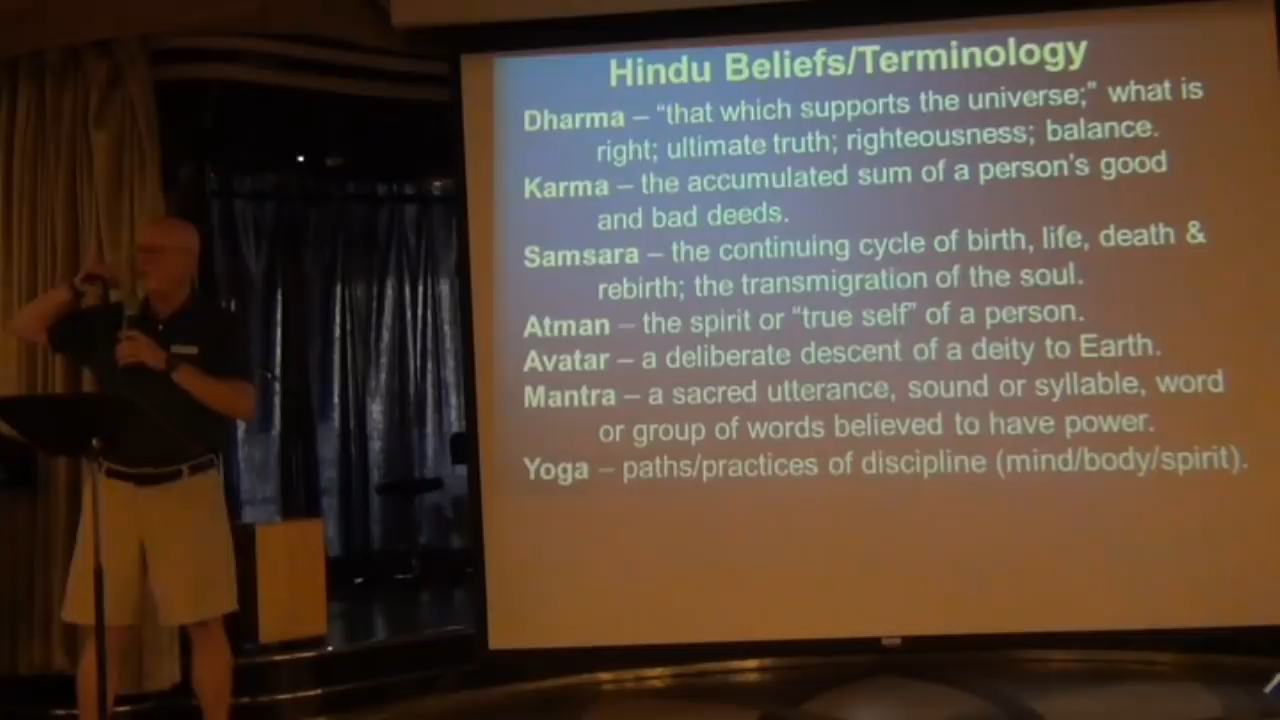 Hindu Beliefs/Terminology
Dharma – “that which supports the universe;” what is
right; ultimate truth; righteousness; balance.
Karma – the accumulated sum of a person's good
and bad deeds.
Samsara – the continuing cycle of birth, life, death &
rebirth; the transmigration of the soul.
Atman – the spirit or “true self” of a person.
Avatar – a deliberate descent of a deity to Earth.
Mantra – a sacred utterance, sound or syllable, word
or group of words believed to have power.
Yoga – paths/practices of discipline (mind/body/spirit).